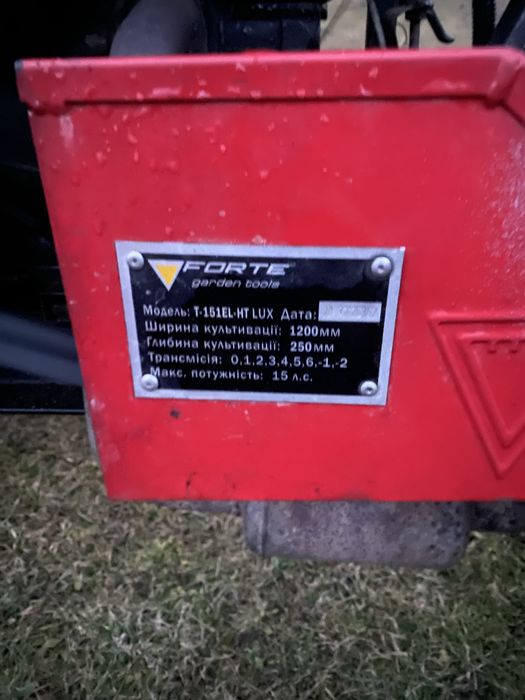 FORTE
garden tools
Модель: T-151EL-HT LUX Дата:
Ширина культивації: 1200мм
Глибина культивації: 250мм
Трансмісія: 0,1,2,3,4,5,6,-1,-2
Макс. потужність: 15 л.с.